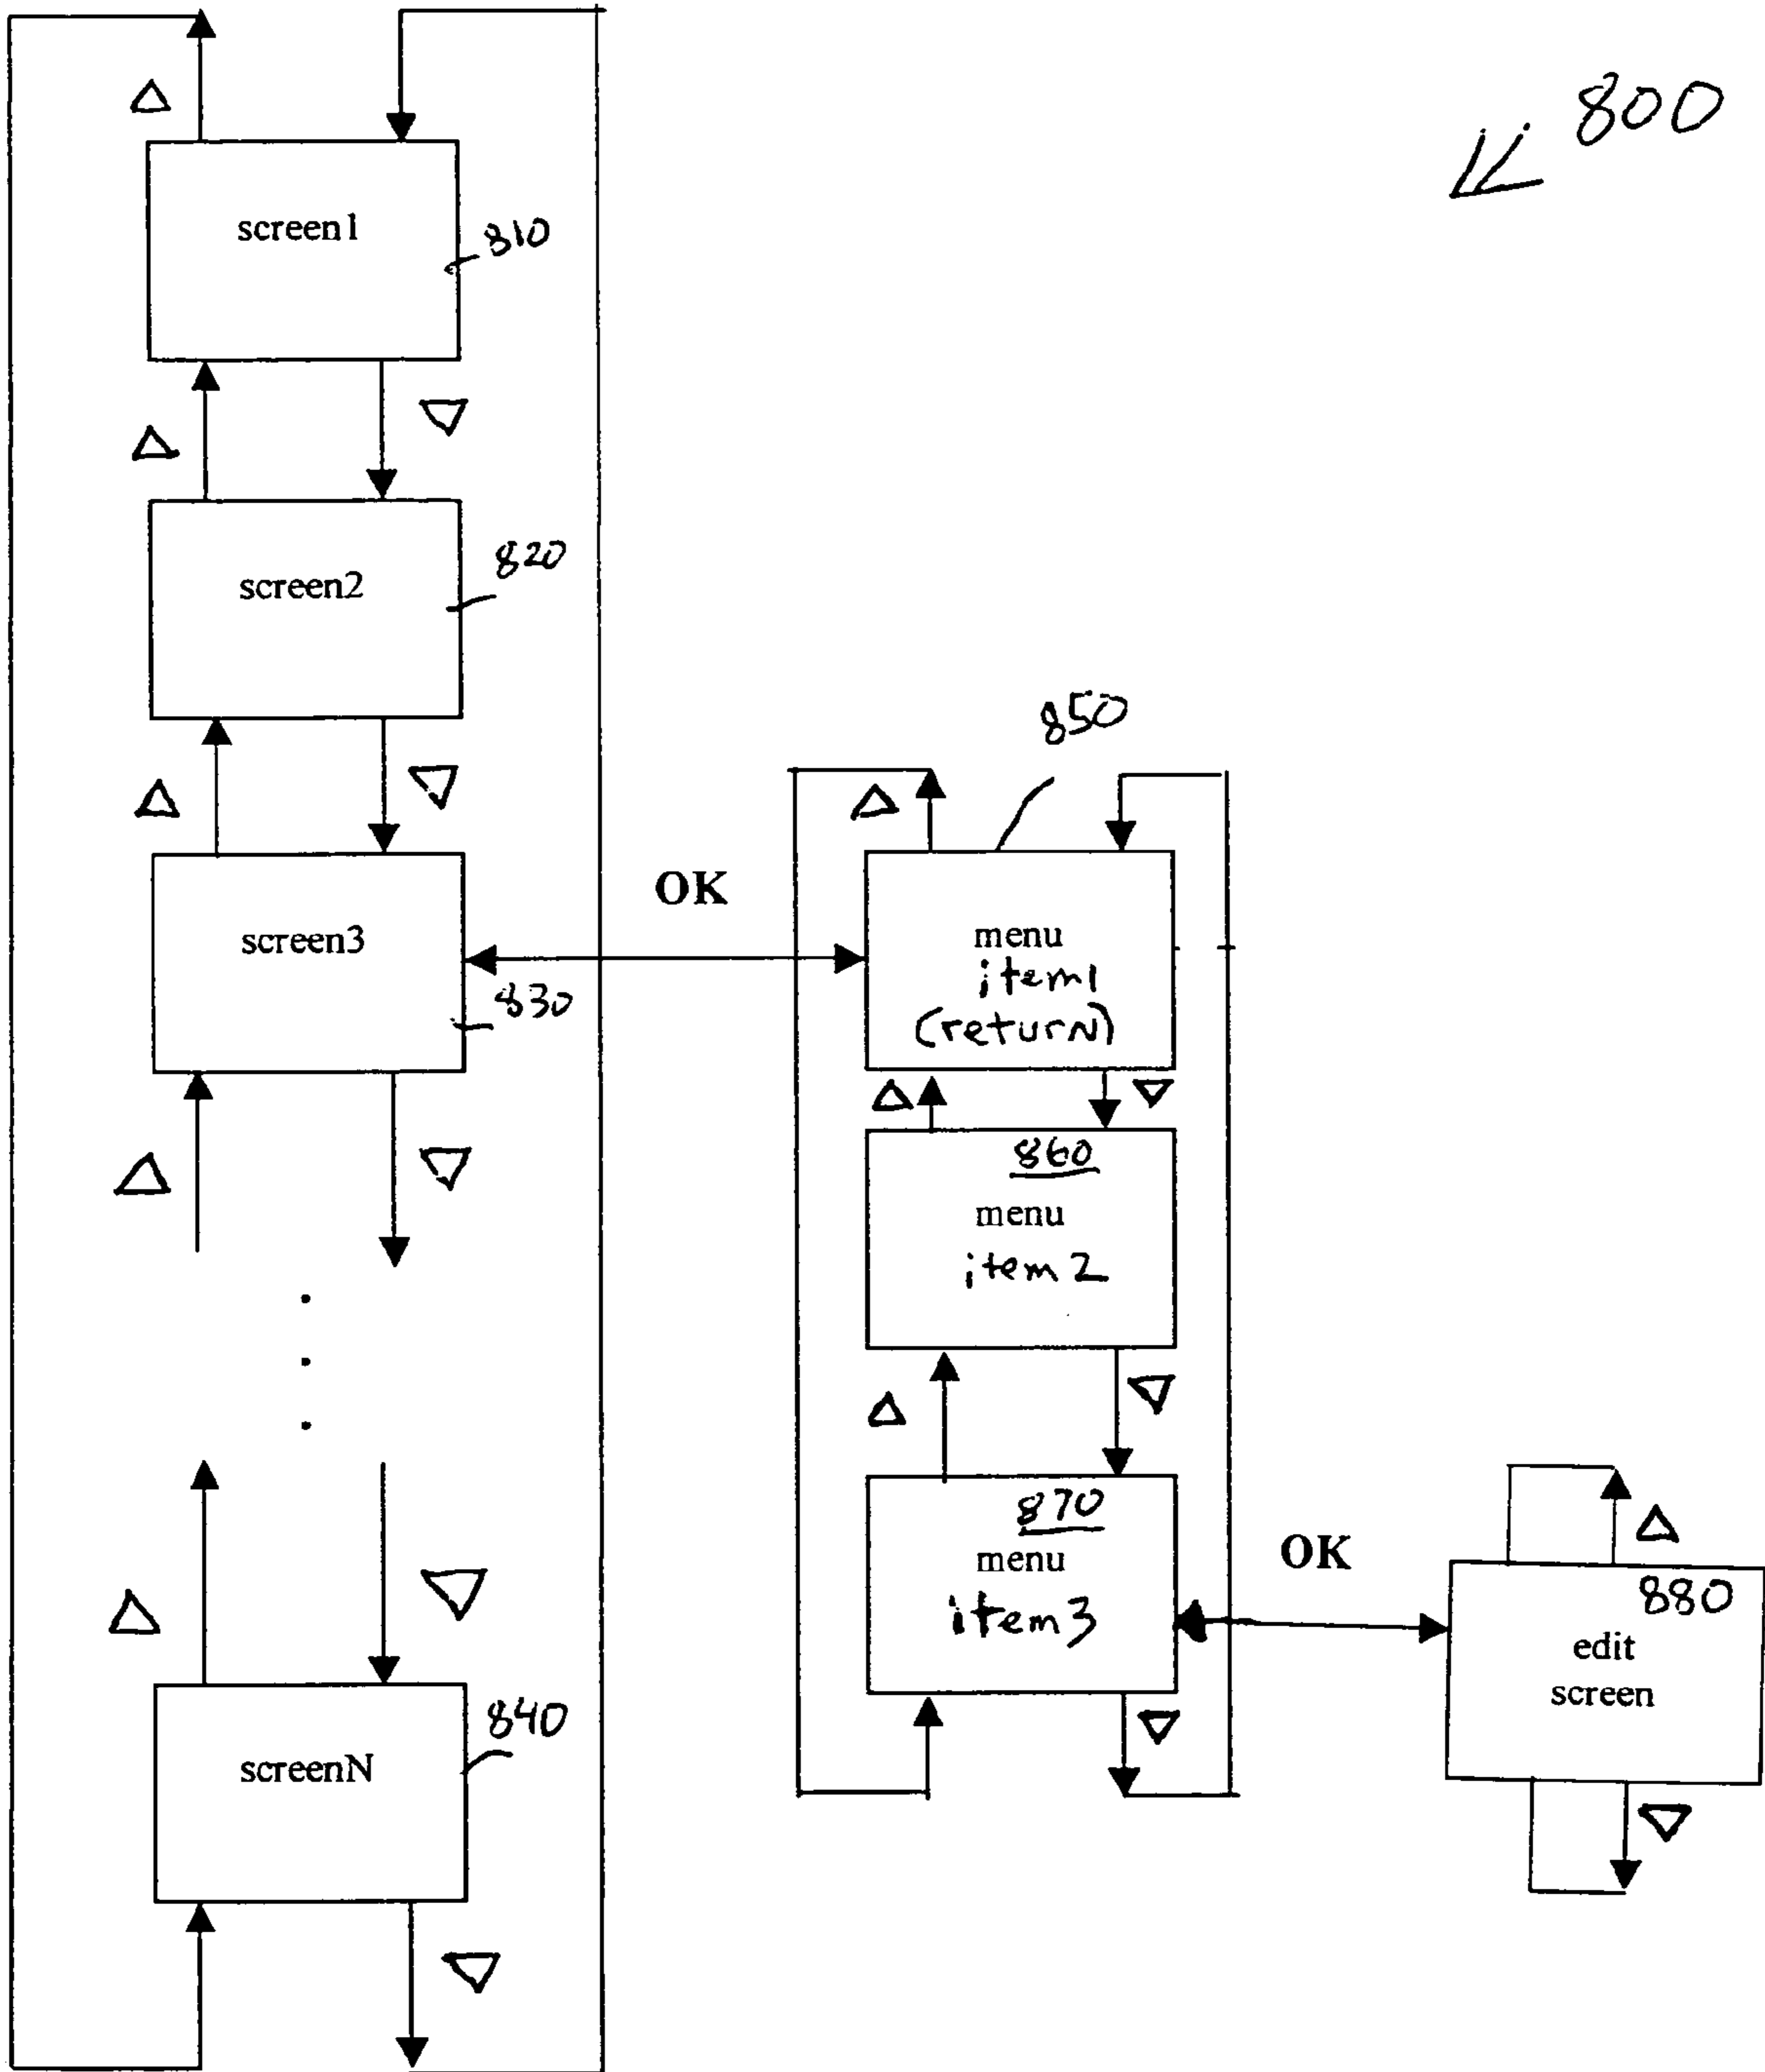 800
screen1
810
screen2
820
850
OK
screen3
830
menu
item1
(return)
860
menu
item2
870
menu
item3
OK
880
edit
screen
screenN
840